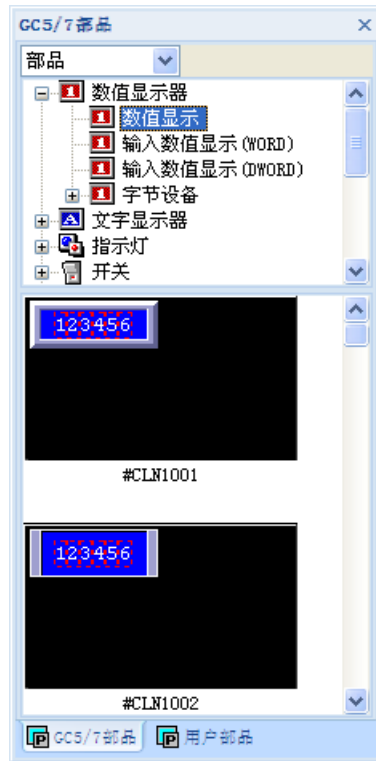 GC5/7部品
部品
数值显示器
数值显示
输入数值显示(WORD)
输入数值显示(DWORD)
字节设备
文字显示器
指示灯
开关
123456
#CLN1001
123456
#CLN1002
GC5/7部品 用户部品